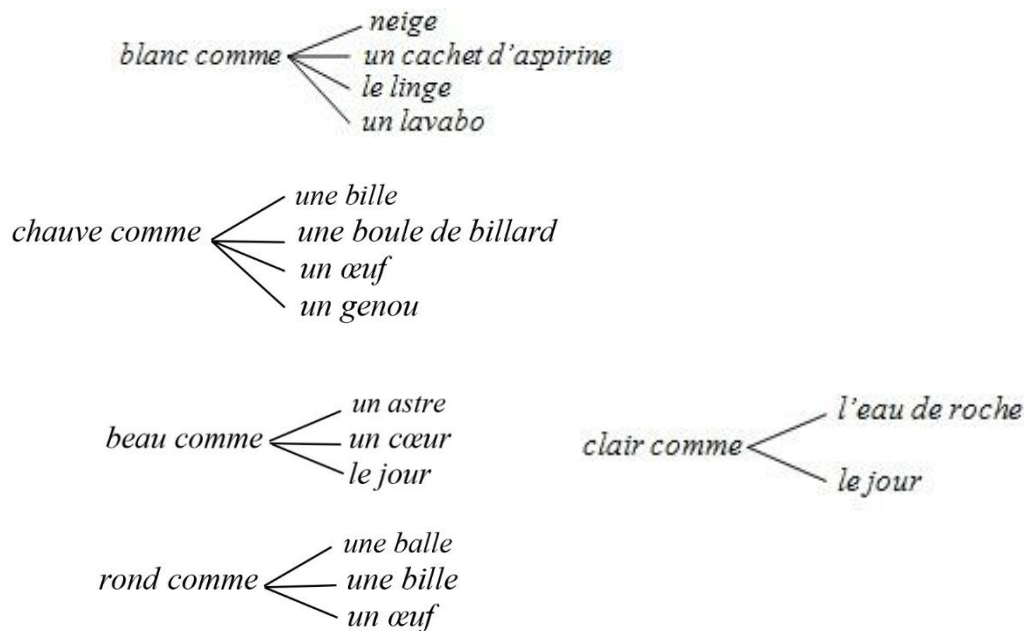 neige
blanc comme un cachet d'aspirine
le linge
un lavabo
une bille
chauve comme une boule de billard
un œuf
un genou
un astre
beau comme un cœur
le jour
l'eau de roche
clair comme
le jour
une balle
rond comme une bille
un œuf